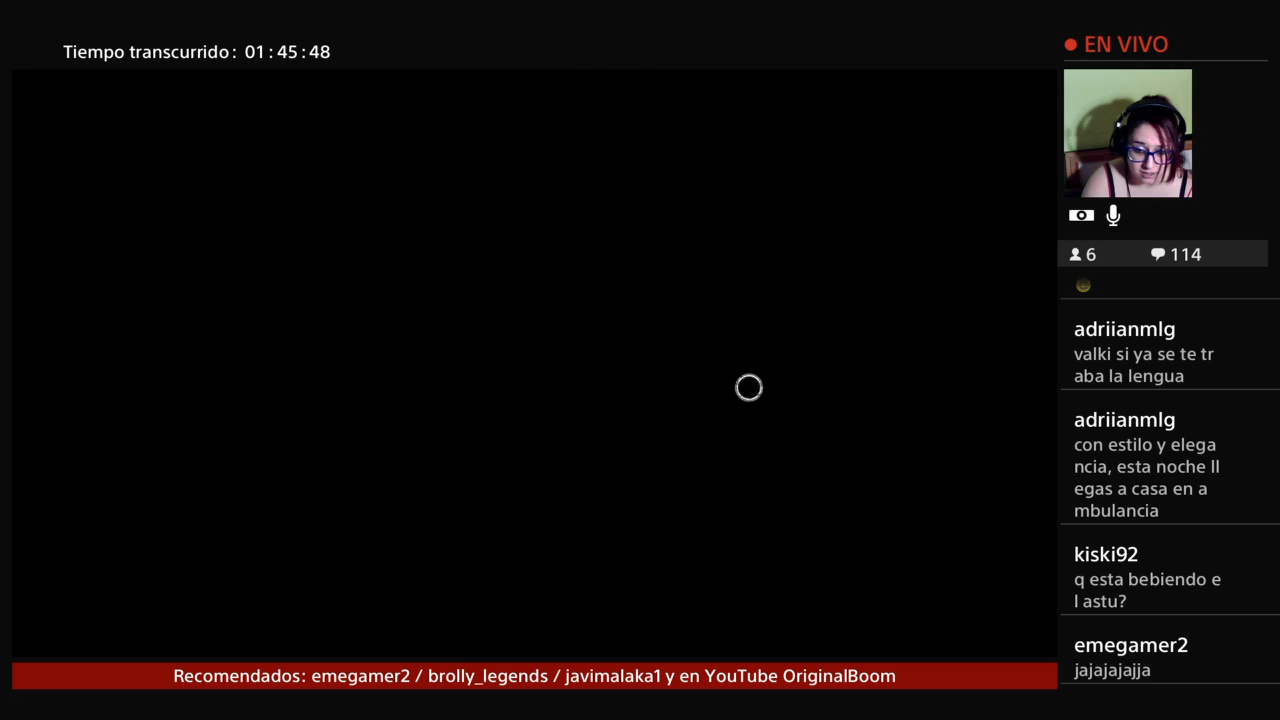 Tiempo transcurrido: 01:45:48
EN VIVO
6 114
adriianmlg
valki si ya se te tr
aba la lengua
adriianmlg
con estilo y elega
ncia, esta noche ll
egas a casa en a
mbulancia
kiski92
q esta bebiendo e
l astu?
emegamer2
jajajajajja
Recomendados: emegamer2 / brolly_legends / javimalaka1 y en YouTube OriginalBoom